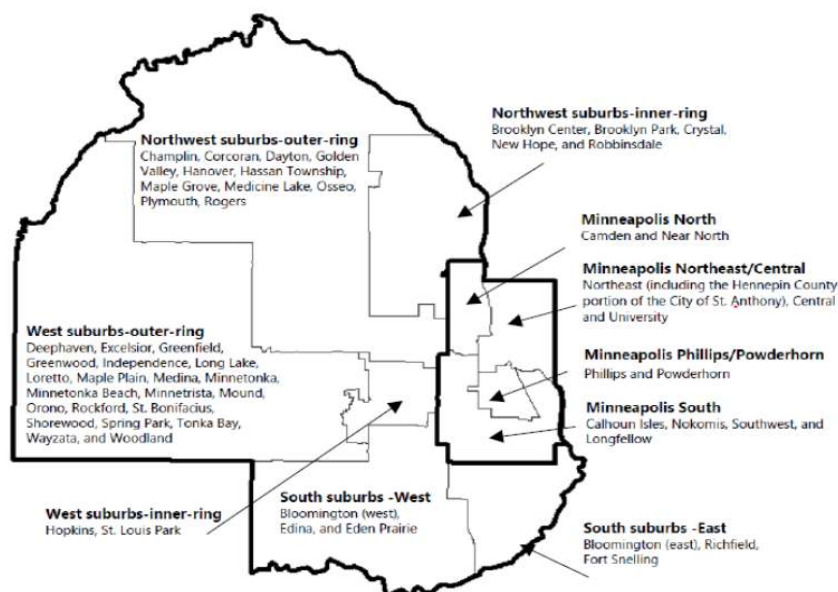 Northwest suburbs-inner-ring
Brooklyn Center, Brooklyn Park, Crystal,
New Hope, and Robbinsdale
Northwest suburbs-outer-ring
Champlin, Corcoran, Dayton, Golden
Valley, Hanover, Hassan Township,
Maple Grove, Medicine Lake, Osseo,
Plymouth, Rogers
Minneapolis North
Camden and Near North
Minneapolis Northeast/Central
Northeast (including the Hennepin County
portion of the City of St. Anthony), Central
and University
West suburbs-outer-ring
Deephaven, Excelsior, Greenfield,
Greenwood, Independence, Long Lake,
Loretto, Maple Plain, Medina, Minnetonka,
Minnetonka Beach, Minnetrista, Mound,
Orono, Rockford, St. Bonifacius,
Shorewood, Spring Park, Tonka Bay,
Wayzata, and Woodland
Minneapolis Phillips/Powderhorn
Phillips and Powderhorn
Minneapolis South
Calhoun Isles, Nokomis, Southwest, and
Longfellow
West suburbs-inner-ring
Hopkins, St. Louis Park
South suburbs -West
Bloomington (west),
Edina, and Eden Prairie
South suburbs -East
Bloomington (east), Richfield,
Fort Snelling